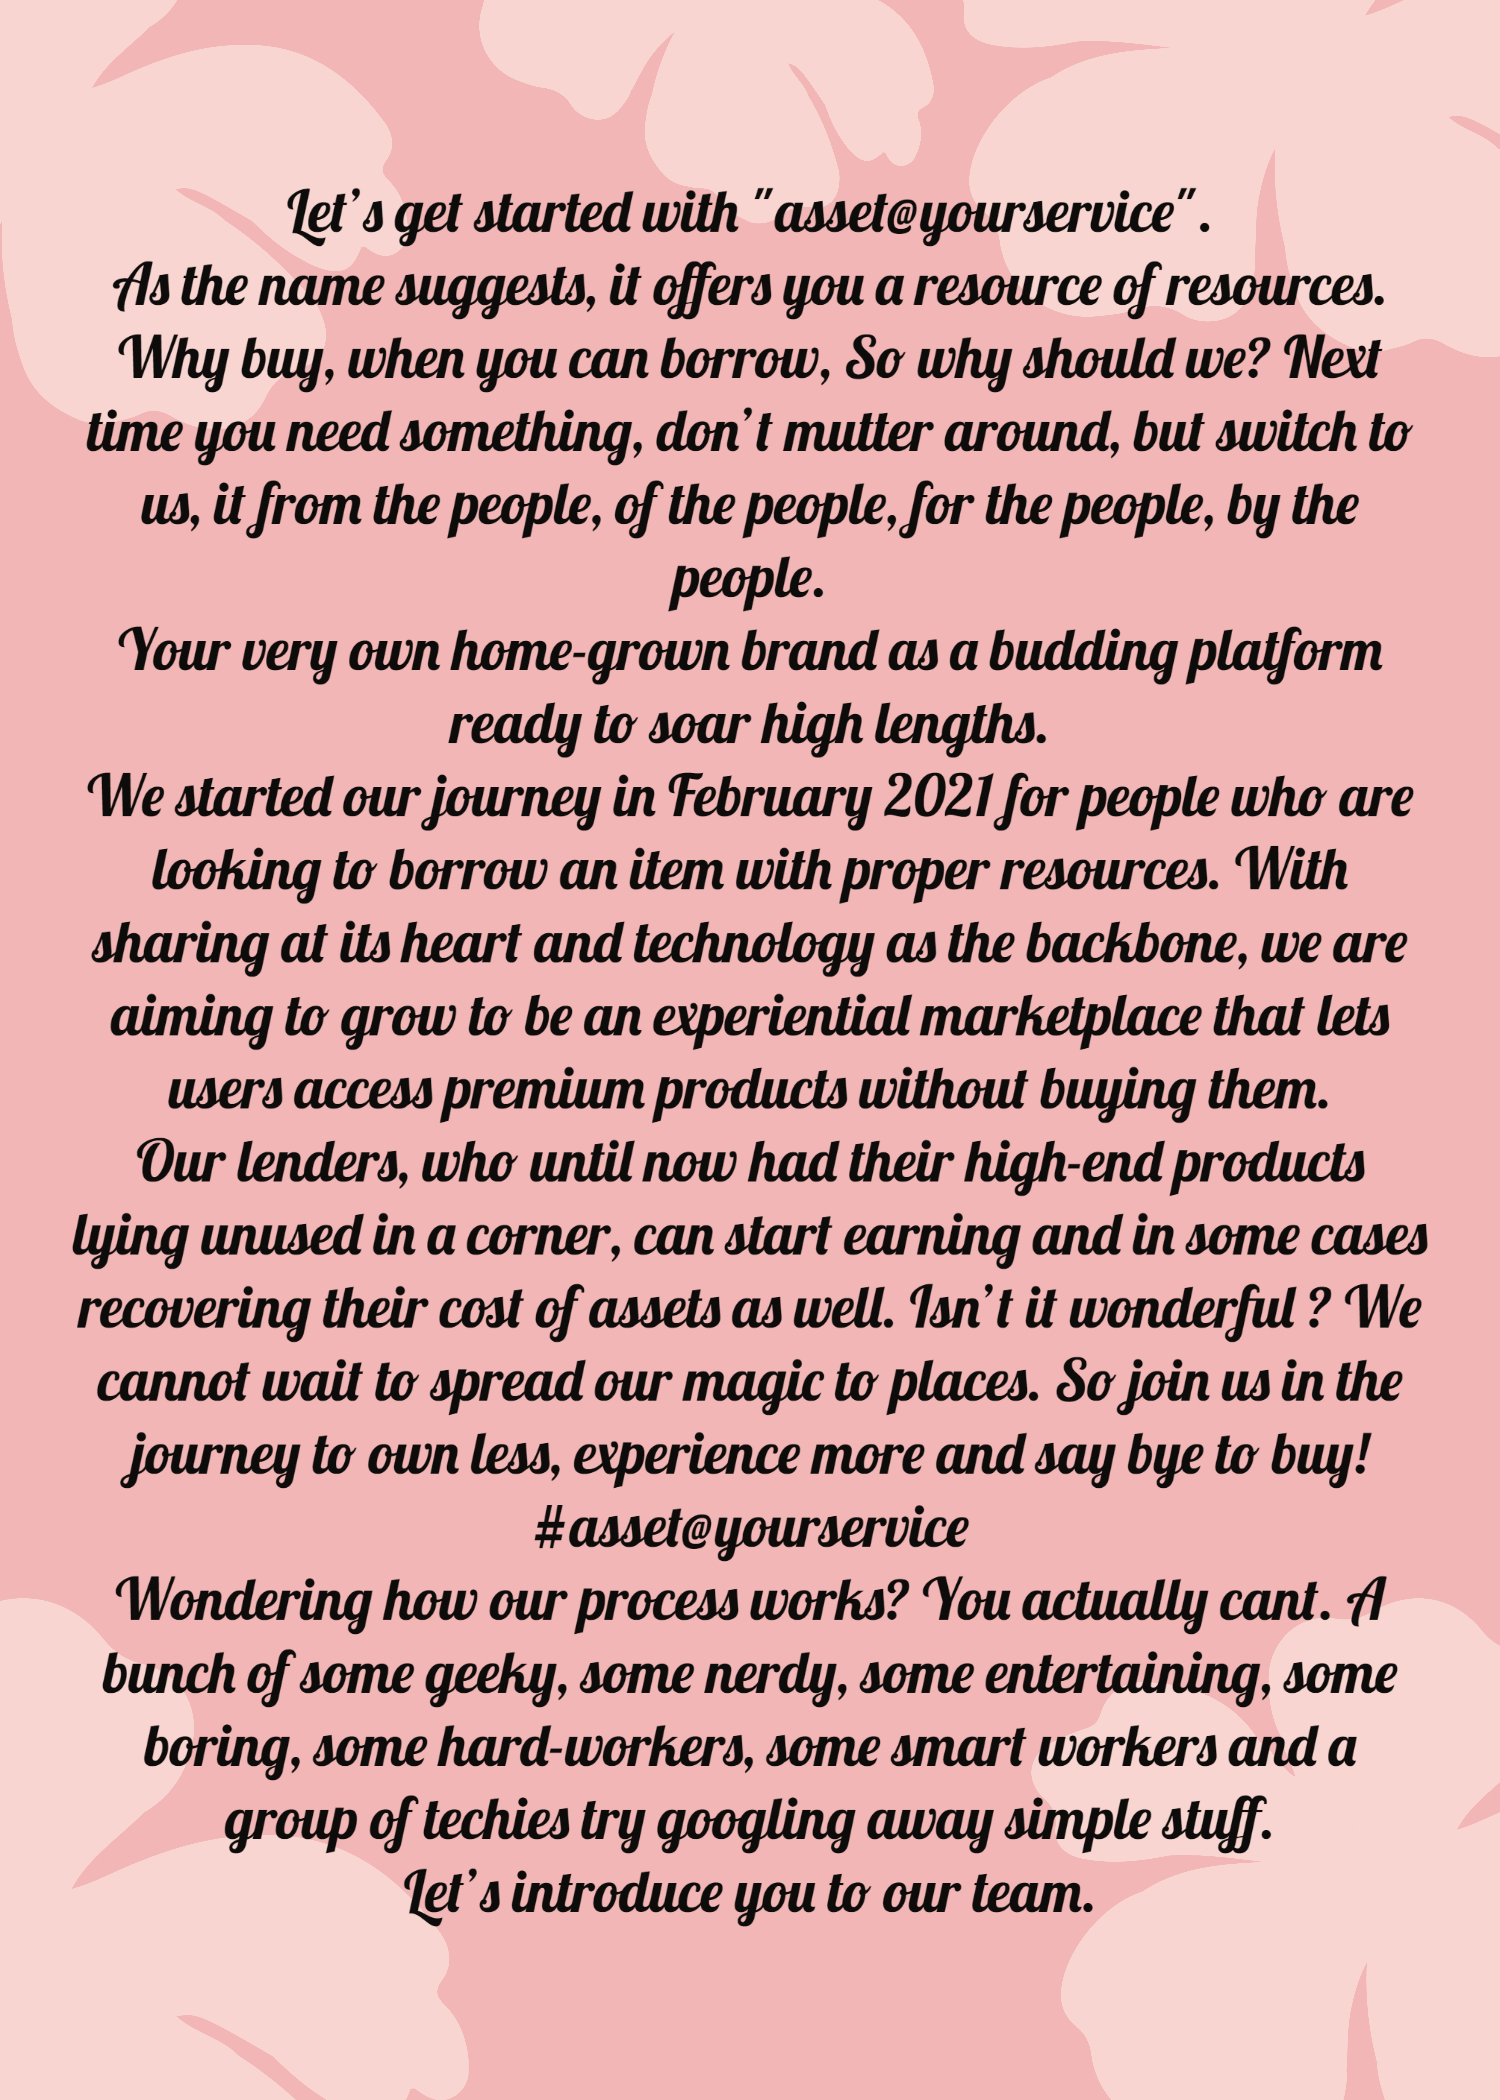 Let's get started with "asset@yourservice".
As the name suggests, it offers you a resource of resources.
Why buy, when you can borrow, So why should we? Next
time you need something, don't mutter around, but switch to
us, it from the people, of the people, for the people, by the
people.
Your very own home-grown brand as a budding platform
ready to soar high lengths.
We started our journey in February 2021 for people who are
looking to borrow an item with proper resources. With
sharing at its heart and technology as the backbone, we are
aiming to grow to be an experiential marketplace that lets
users access premium products without buying them.
Our lenders, who until now had their high-end products
lying unused in a corner, can start earning and in some cases
recovering their cost of assets as well. Isn't it wonderful ? We
cannot wait to spread our magic to places. So join us in the
journey to own less, experience more and say bye to buy!
#asset@yourservice
Wondering how our process works? You actually cant. A
bunch of some geeky, some nerdy, some entertaining, some
boring, some hard-workers, some smart workers and a
group of techies try googling away simple stuff.
Let's introduce you to our team.